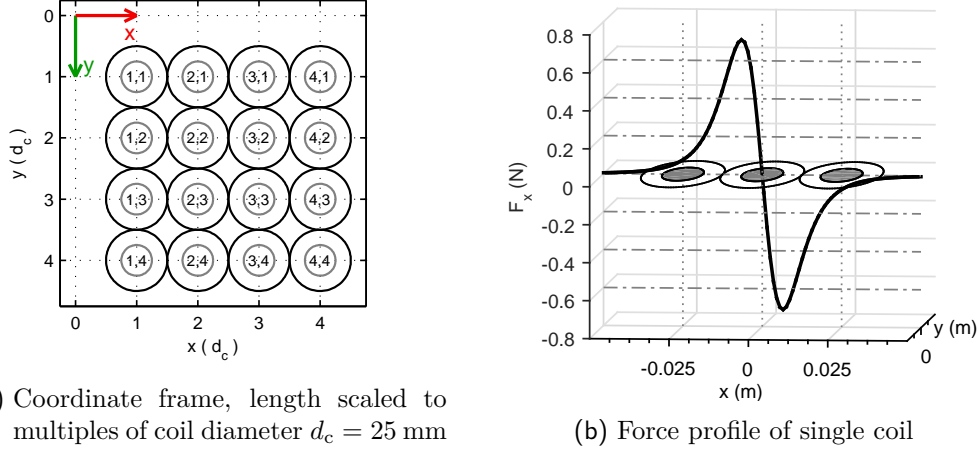 0
1
2
3
4
y ( d_c )
x
y
1,1 2,1 3,1 4,1
1,2 2,2 3,2 4,2
1,3 2,3 3,3 4,3
1,4 2,4 3,4 4,4
0 1 2 3 4
x ( d_c )
) Coordinate frame, length scaled to
multiples of coil diameter d_c = 25 mm
0.8
0.6
0.4
0.2
0
-0.2
-0.4
-0.6
-0.8
F_x (N)
-0.025 0 0.025
x (m)
y (m)
0
(b) Force profile of single coil